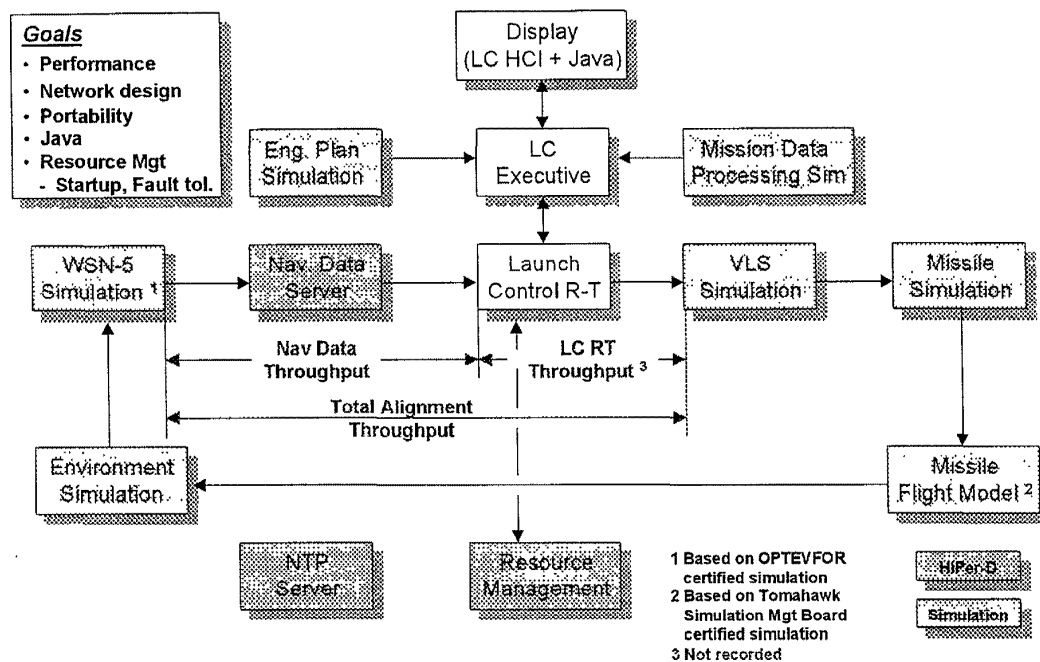 Goals
• Performance
• Network design
• Portability
• Java
• Resource Mgt
- Startup, Fault tol.
Display
(LC HCI + Java)
Eng. Plan
Simulation
LC
Executive
Mission Data
Processing Sim
WSN-5
Simulation 1
Nav. Data
Server
Launch
Control R-T
VLS
Simulation
Missile
Simulation
Nav Data
Throughput
LC RT
Throughput 3
Total Alignment
Throughput
Environment
Simulation
Missile
Flight Model 2
NTP
Server
Resource
Management
1 Based on OPTEVFOR
certified simulation
2 Based on Tomahawk
Simulation Mgt Board
certified simulation
3 Not recorded
HiPer-D
Simulation